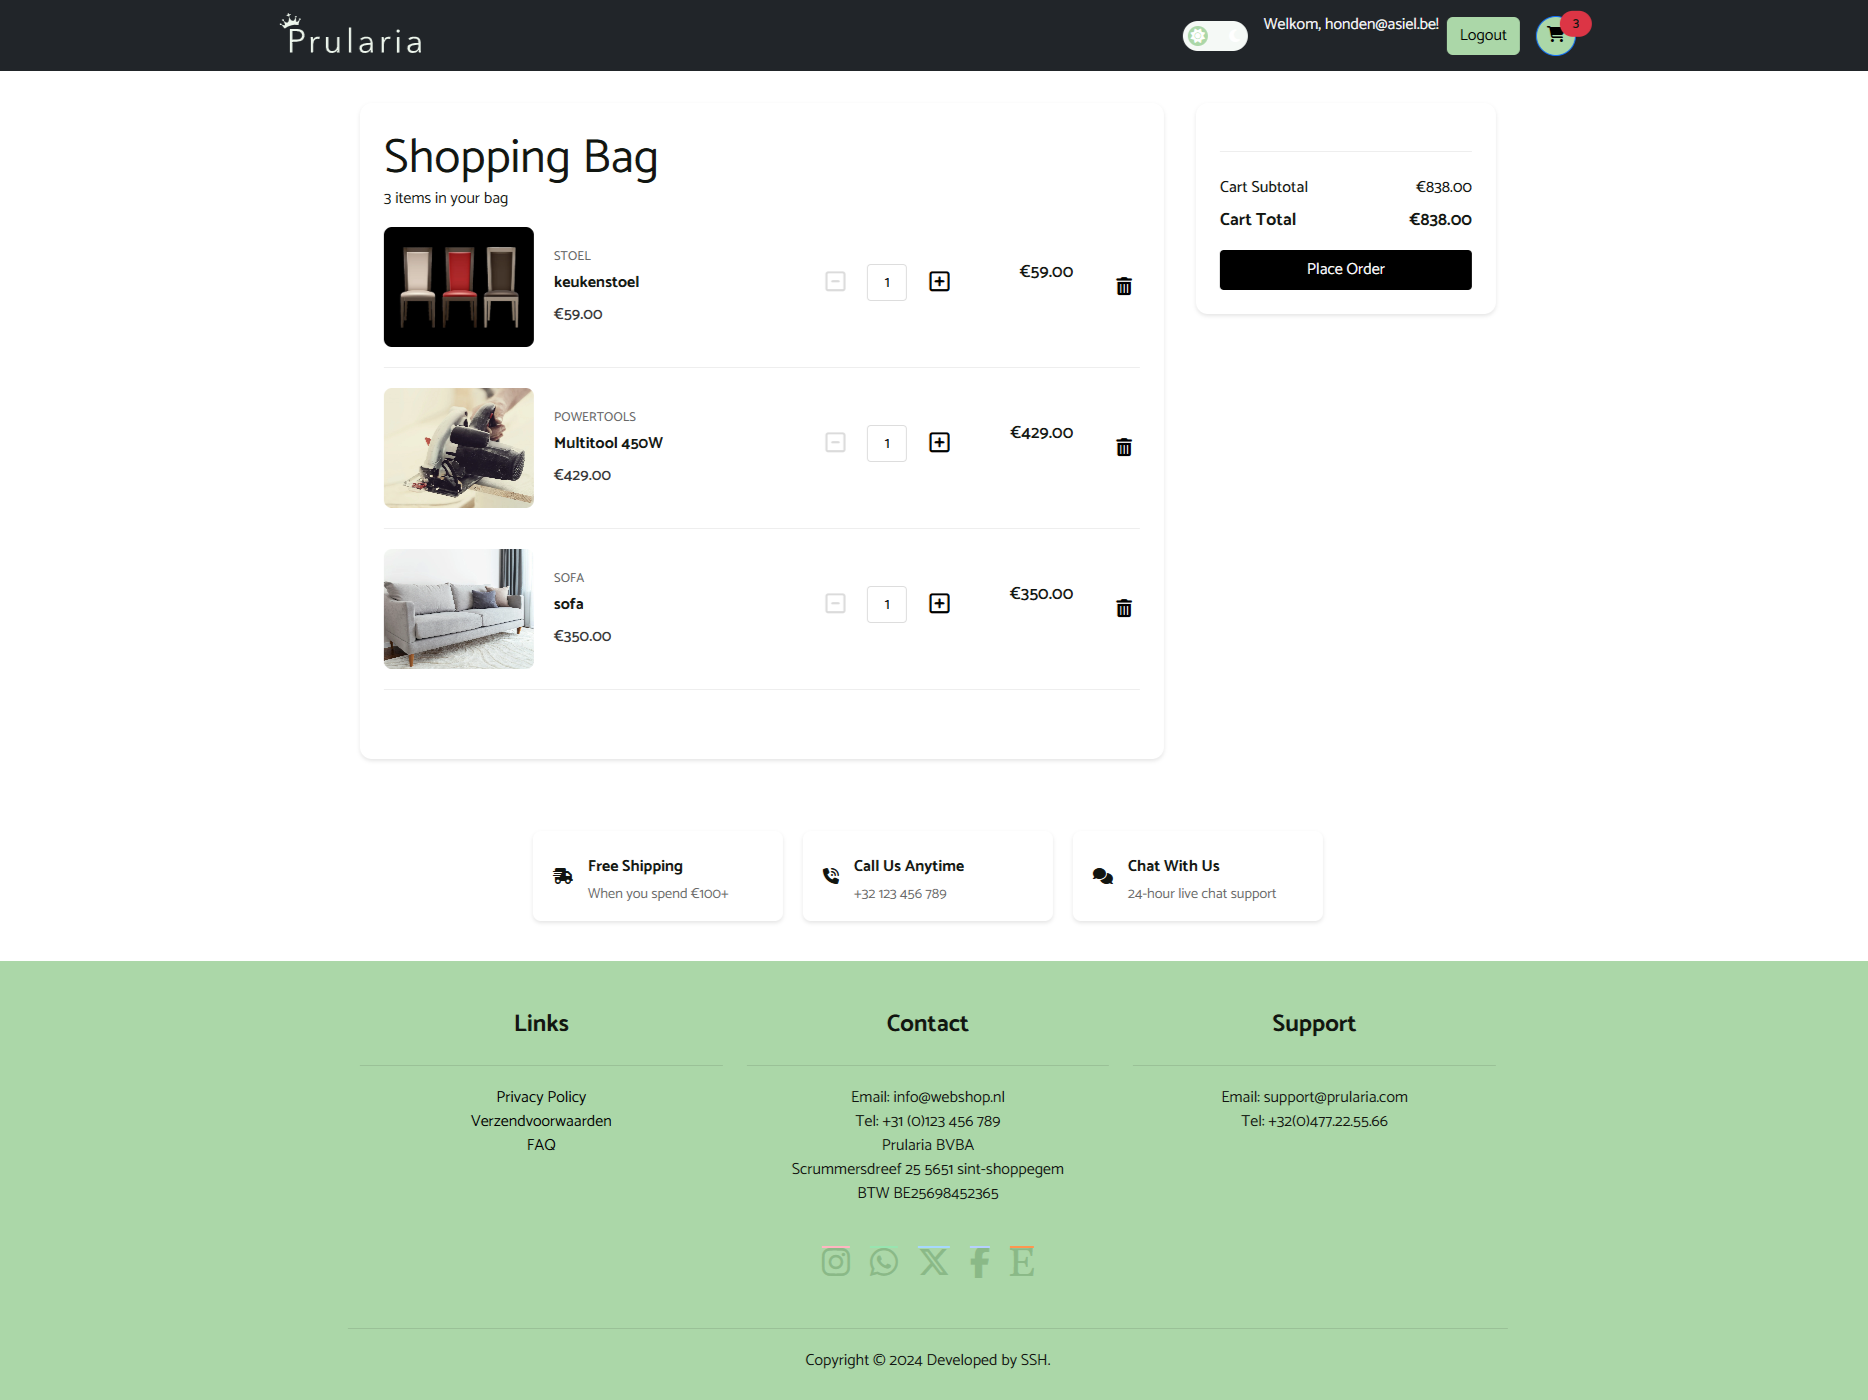 Prularia
Welkom, honden@asiel.be!
Logout
3
Shopping Bag
3 items in your bag
STOEL
keukenstoel
€59.00
1
€59.00
POWERTOOLS
Multitool 450W
€429.00
1
€429.00
SOFA
sofa
€350.00
1
€350.00
Cart Subtotal €838.00
Cart Total €838.00
Place Order
Free Shipping
When you spend €100+
Call Us Anytime
+32 123 456 789
Chat With Us
24-hour live chat support
Links
Privacy Policy
Verzendvoorwaarden
FAQ
Contact
Email: info@webshop.nl
Tel: +31 (0)123 456 789
Prularia BVBA
Scrummersdreef 25 5651 sint-shoppegem
BTW BE25698452365
Support
Email: support@prularia.com
Tel: +32(0)477.22.55.66
Copyright © 2024 Developed by SSH.